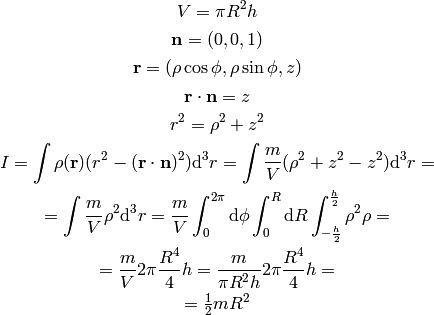 V = πR²h
n = (0, 0, 1)
r = (ρ cos ϕ, ρ sin ϕ, z)
r · n = z
r² = ρ² + z²
I = ∫ ρ(r)(r² − (r · n)²)d³r = ∫ m/V (ρ² + z² − z²)d³r =
= ∫ m/V ρ²d³r = m/V ∫₀^{2π} dϕ ∫₀^R dR ∫_{−h/2}^{h/2} ρ²ρ =
= m/V 2π R⁴/4 h = m/(πR²h) 2π R⁴/4 h =
= ½mR²